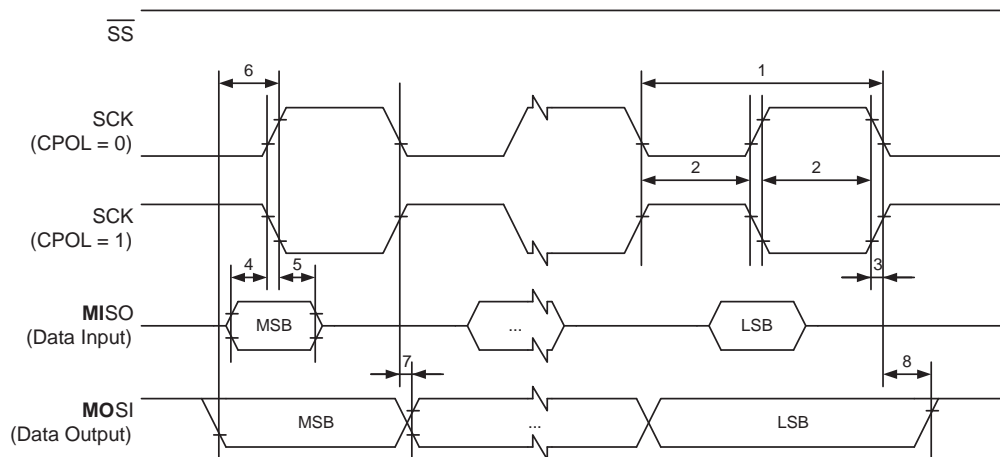 SS
6
1
SCK
(CPOL = 0)
2
2
SCK
(CPOL = 1)
4
5
3
MISO
(Data Input)
MSB
...
LSB
7
8
MOSI
(Data Output)
MSB
...
LSB